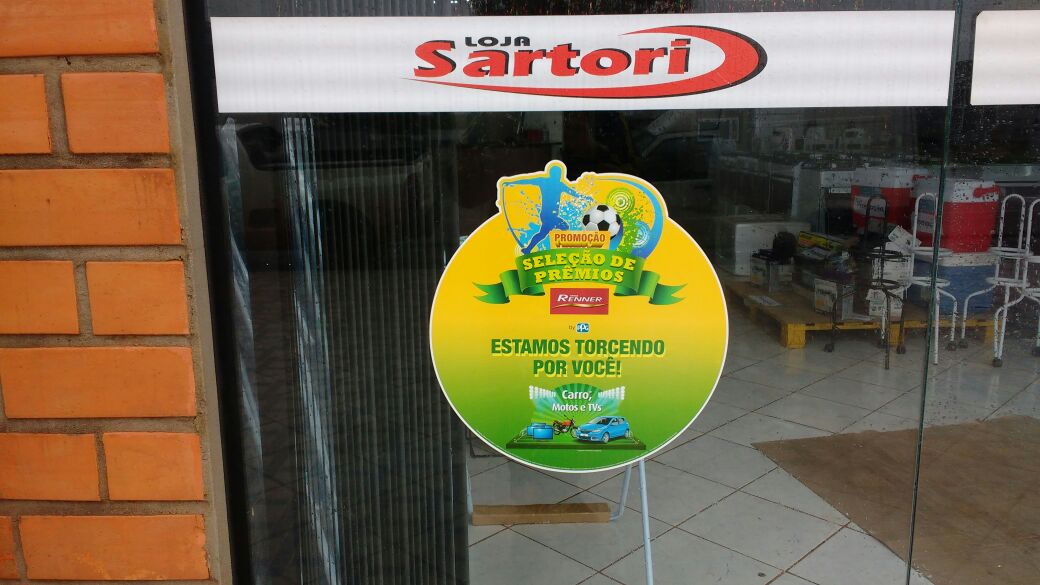 LOJA
Sartori
PROMOÇÃO
SELEÇÃO DE
PRÊMIOS
RENNER
by PPG
ESTAMOS TORCENDO
POR VOCÊ!
Carro,
Motos e TVs